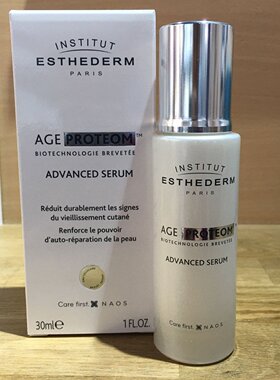 INSTITUT
ESTHEDERM
PARIS
AGE PROTEOM™
BIOTECHNOLOGIE BREVETÉE
ADVANCED SERUM
Réduit durablement les signes
du vieillissement cutané
Renforce le pouvoir
d'auto-réparation de la peau
Care first. NAOS
30ml e 1 FL.OZ.
INSTITUT
ESTHEDERM
PARIS
AGE PROTEOM™
BIOTECHNOLOGIE BREVETÉE
ADVANCED SERUM
Care first. NAOS